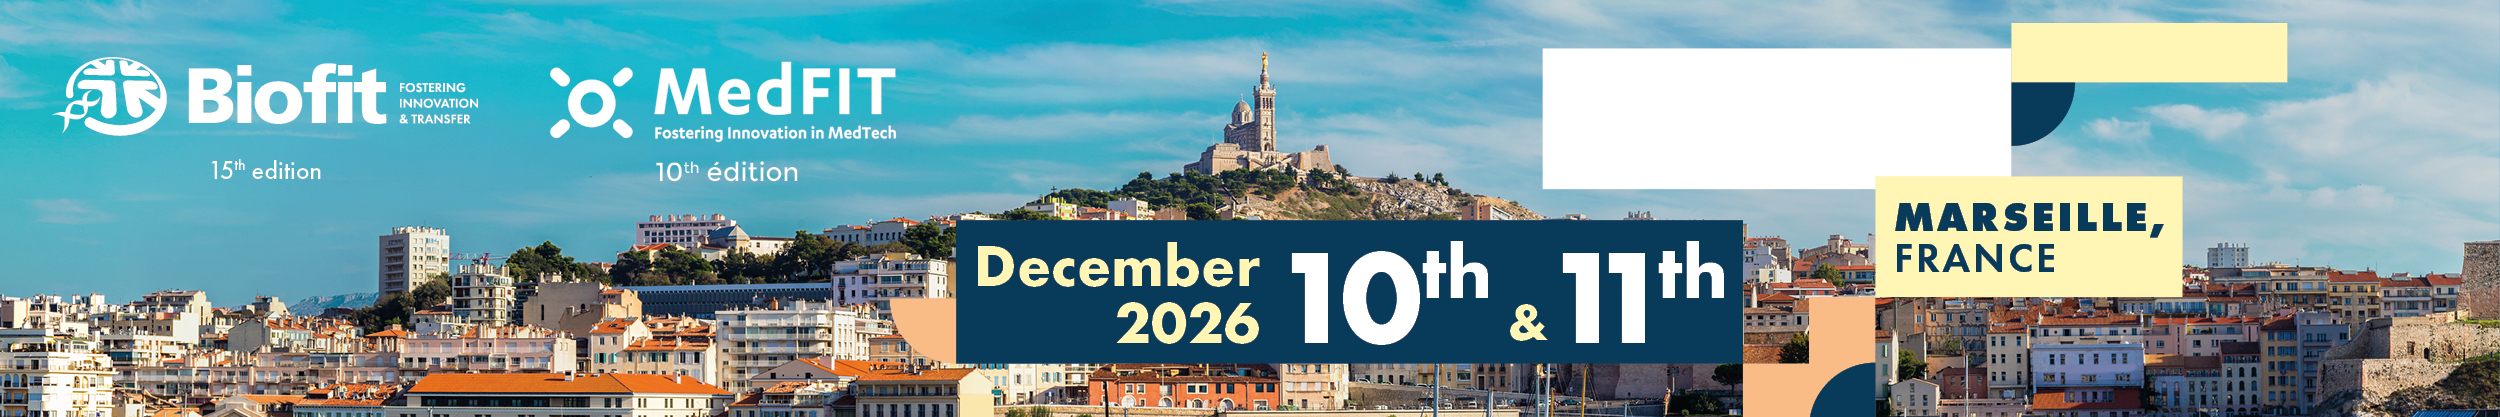 Biofit
FOSTERING
INNOVATION
& TRANSFER
15th edition
MedFIT
Fostering Innovation in MedTech
10th édition
December
2026
10th & 11th
MARSEILLE,
FRANCE